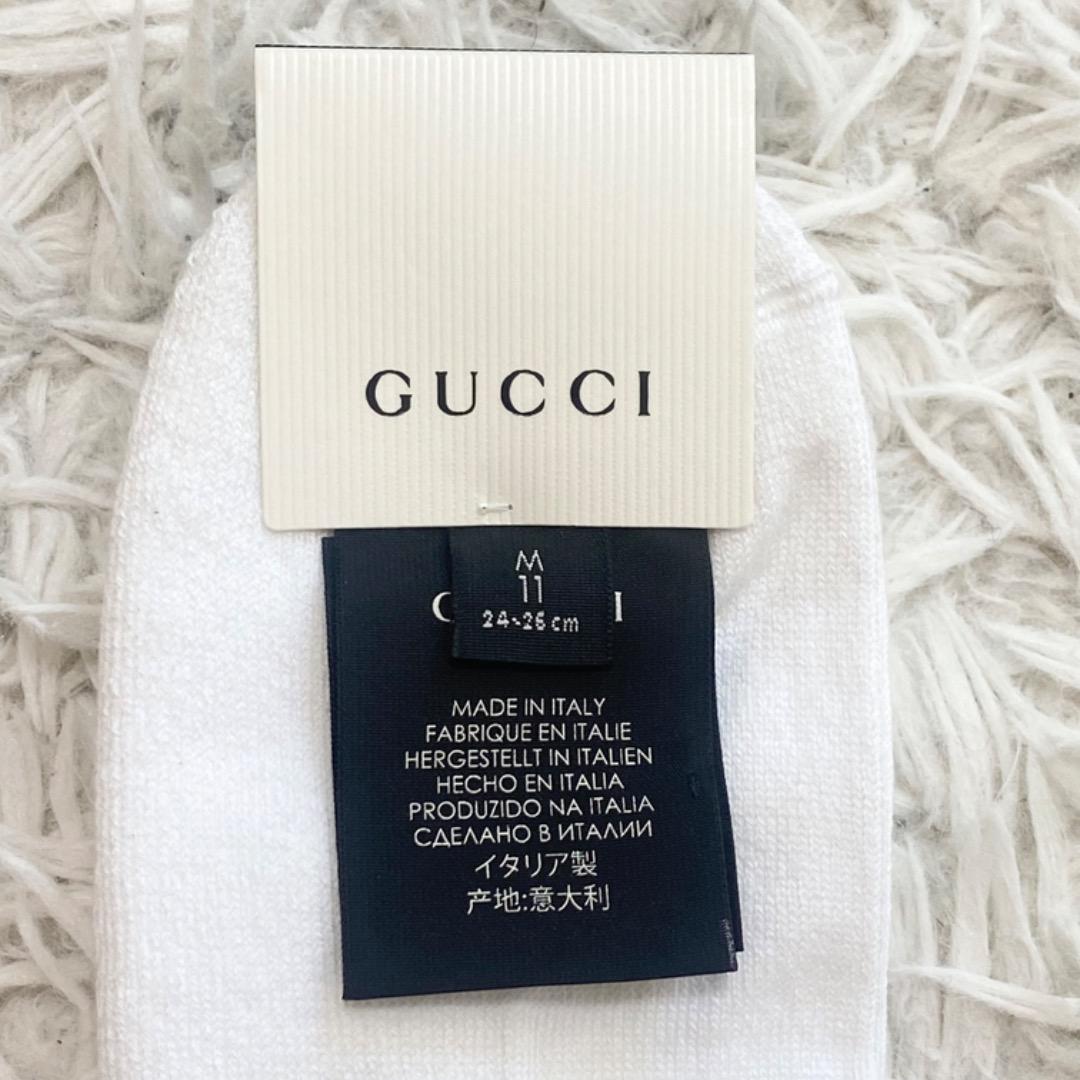 GUCCI
M
11
24-26 cm
MADE IN ITALY
FABRIQUE EN ITALIE
HERGESTELLT IN ITALIEN
HECHO EN ITALIA
PRODUZIDO NA ITALIA
СДЕЛАНО В ИТАЛИИ
イタリア製
产地:意大利